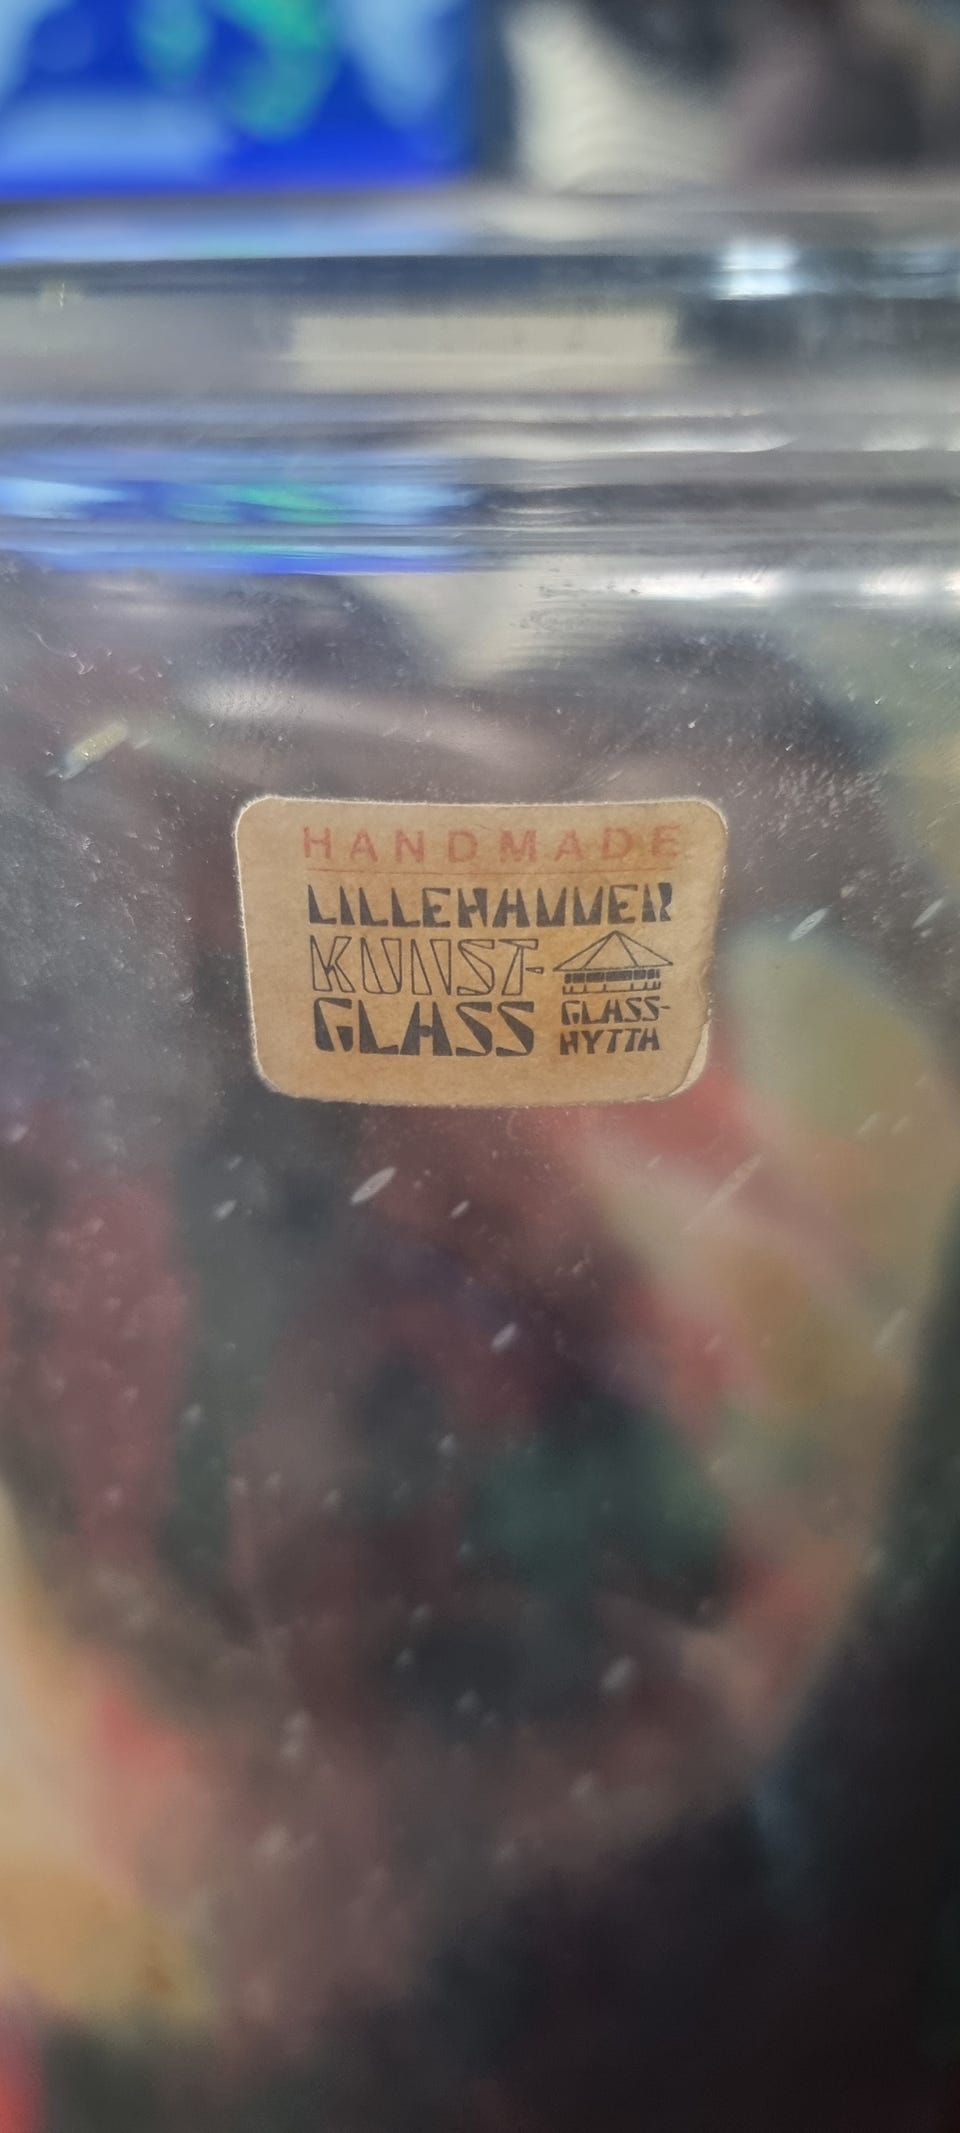 HANDMADE
LILLEHAMMER
KUNST-
GLASS
GLASS-
HYTTA